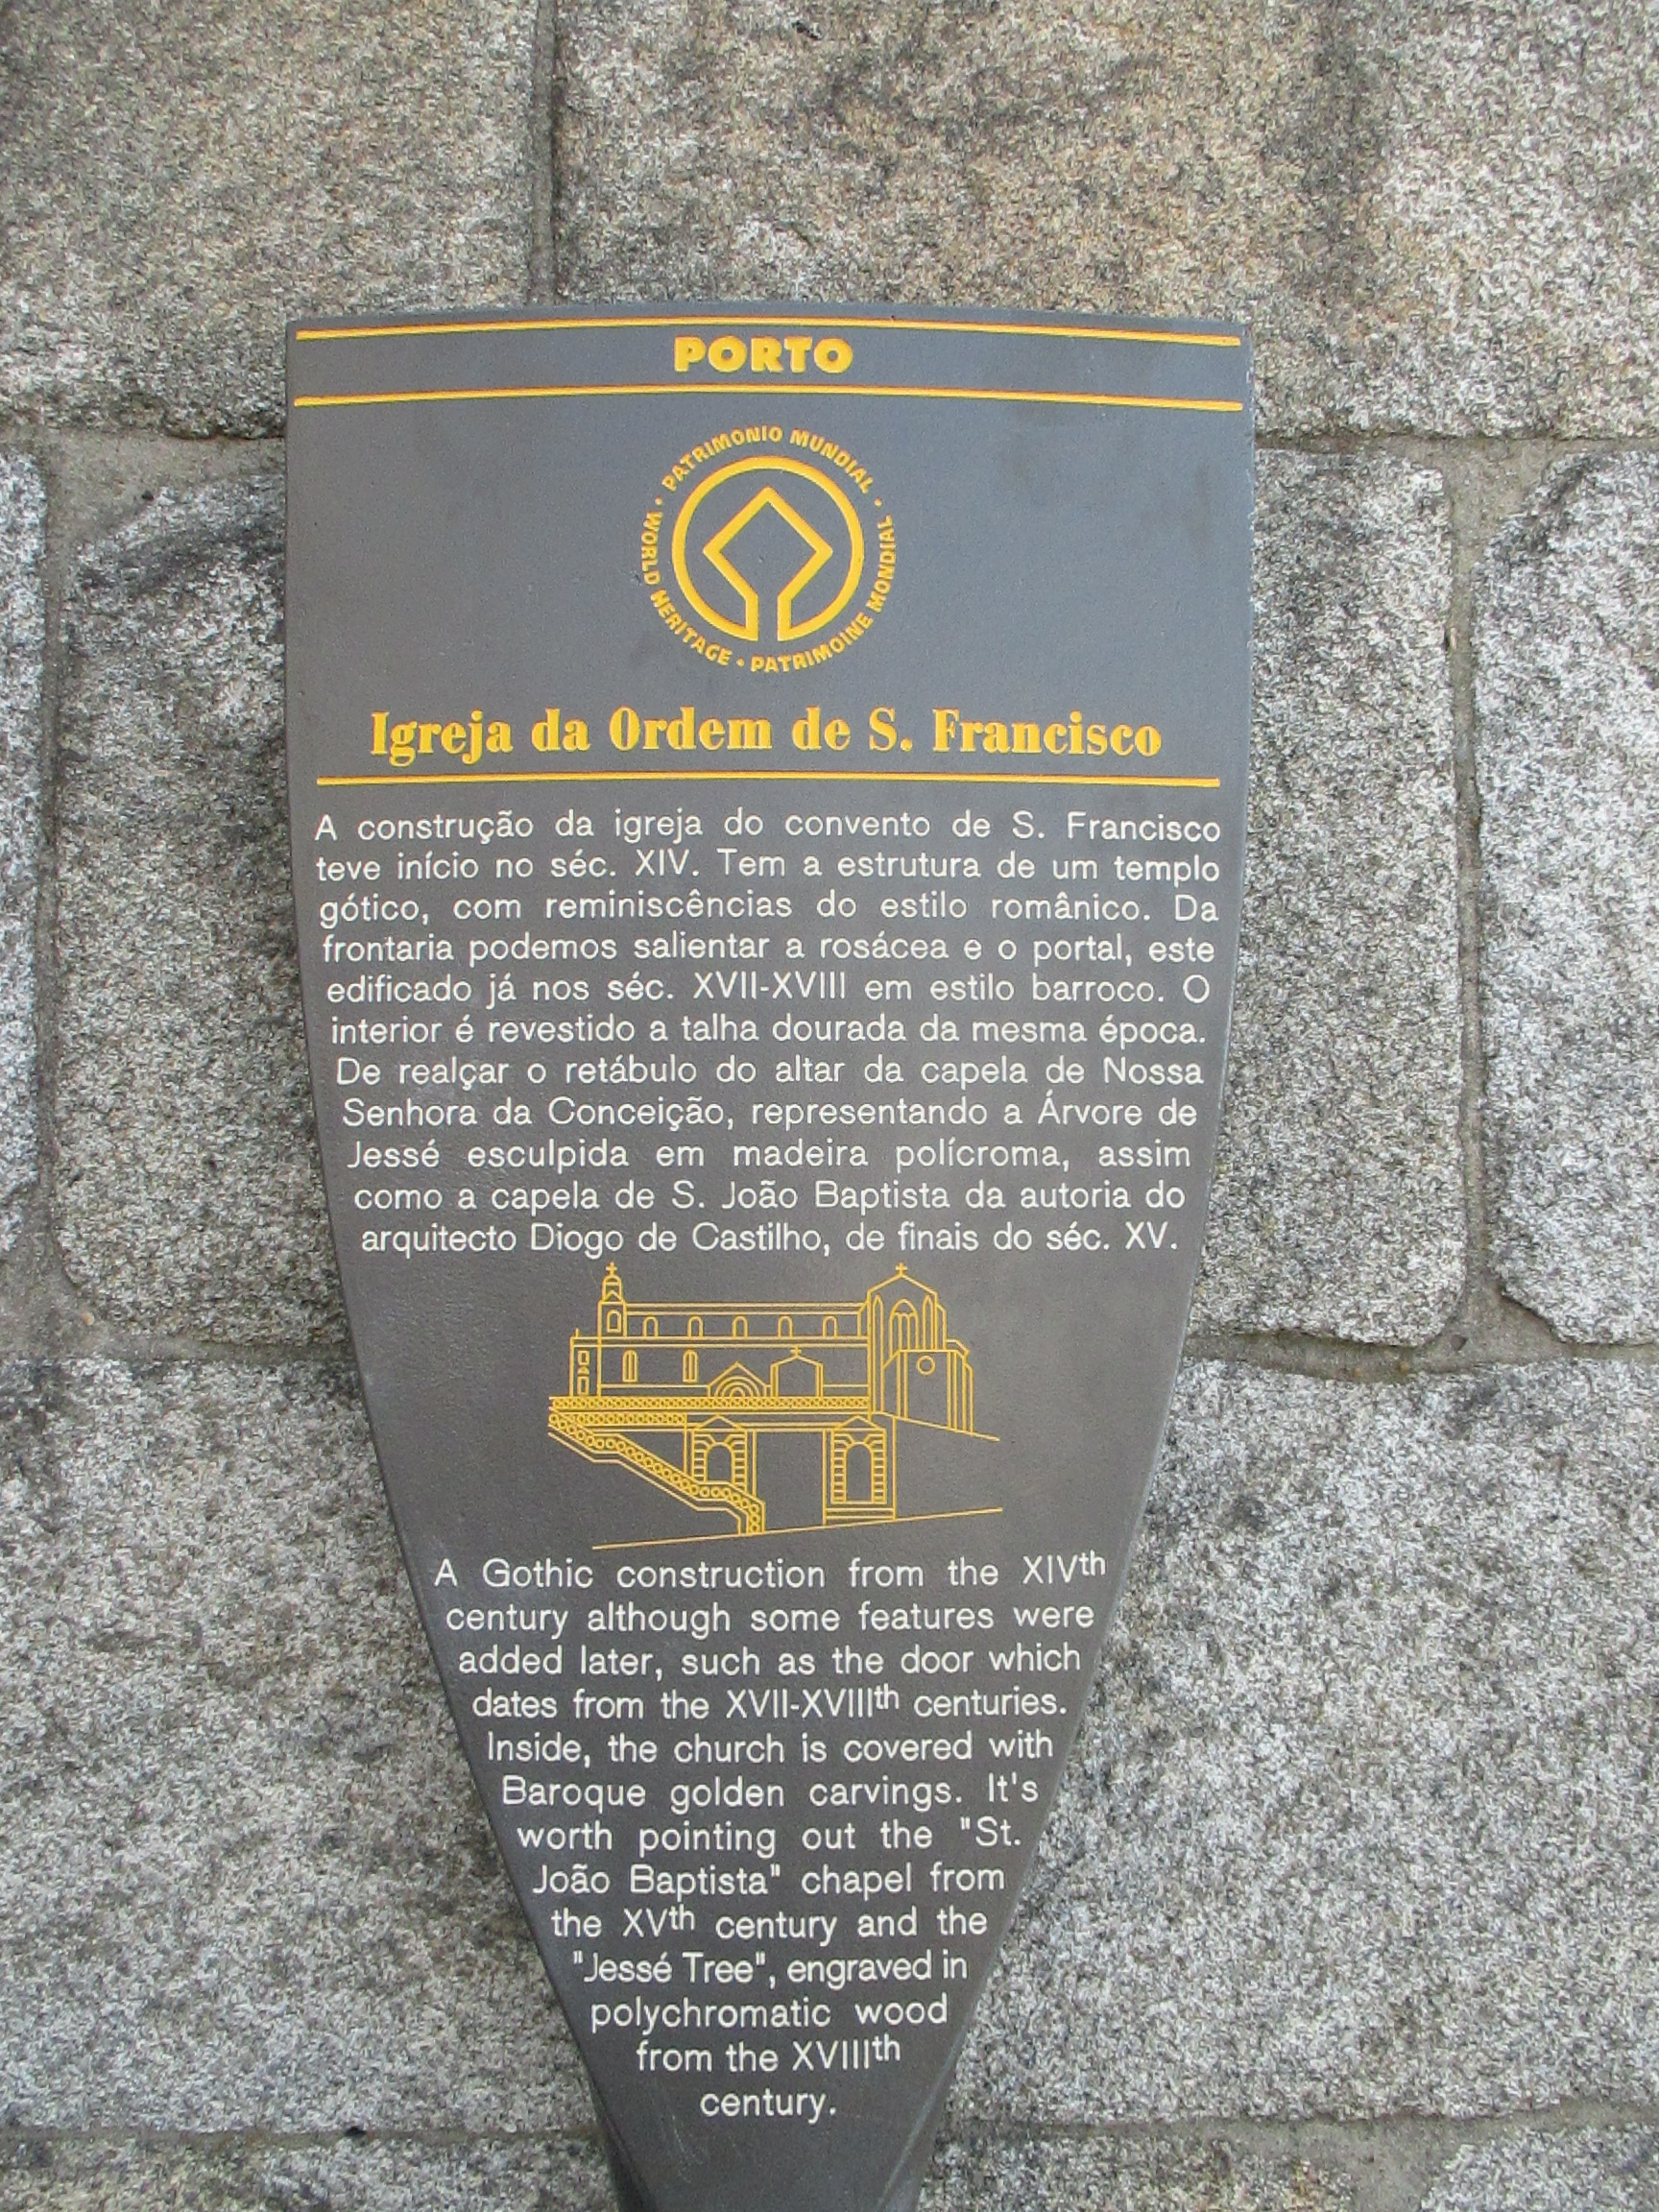 PORTO
PATRIMONIO MUNDIAL • WORLD HERITAGE • PATRIMOINE MONDIAL •
Igreja da Ordem de S. Francisco
A construção da igreja do convento de S. Francisco
teve início no séc. XIV. Tem a estrutura de um templo
gótico, com reminiscências do estilo românico. Da
frontaria podemos salientar a rosácea e o portal, este
edificado já nos séc. XVII-XVIII em estilo barroco. O
interior é revestido a talha dourada da mesma época.
De realçar o retábulo do altar da capela de Nossa
Senhora da Conceição, representando a Árvore de
Jessé esculpida em madeira polícroma, assim
como a capela de S. João Baptista da autoria do
arquitecto Diogo de Castilho, de finais do séc. XV.
A Gothic construction from the XIVth
century although some features were
added later, such as the door which
dates from the XVII-XVIIIth centuries.
Inside, the church is covered with
Baroque golden carvings. It's
worth pointing out the "St.
João Baptista" chapel from
the XVth century and the
"Jessé Tree", engraved in
polychromatic wood
from the XVIIIth
century.